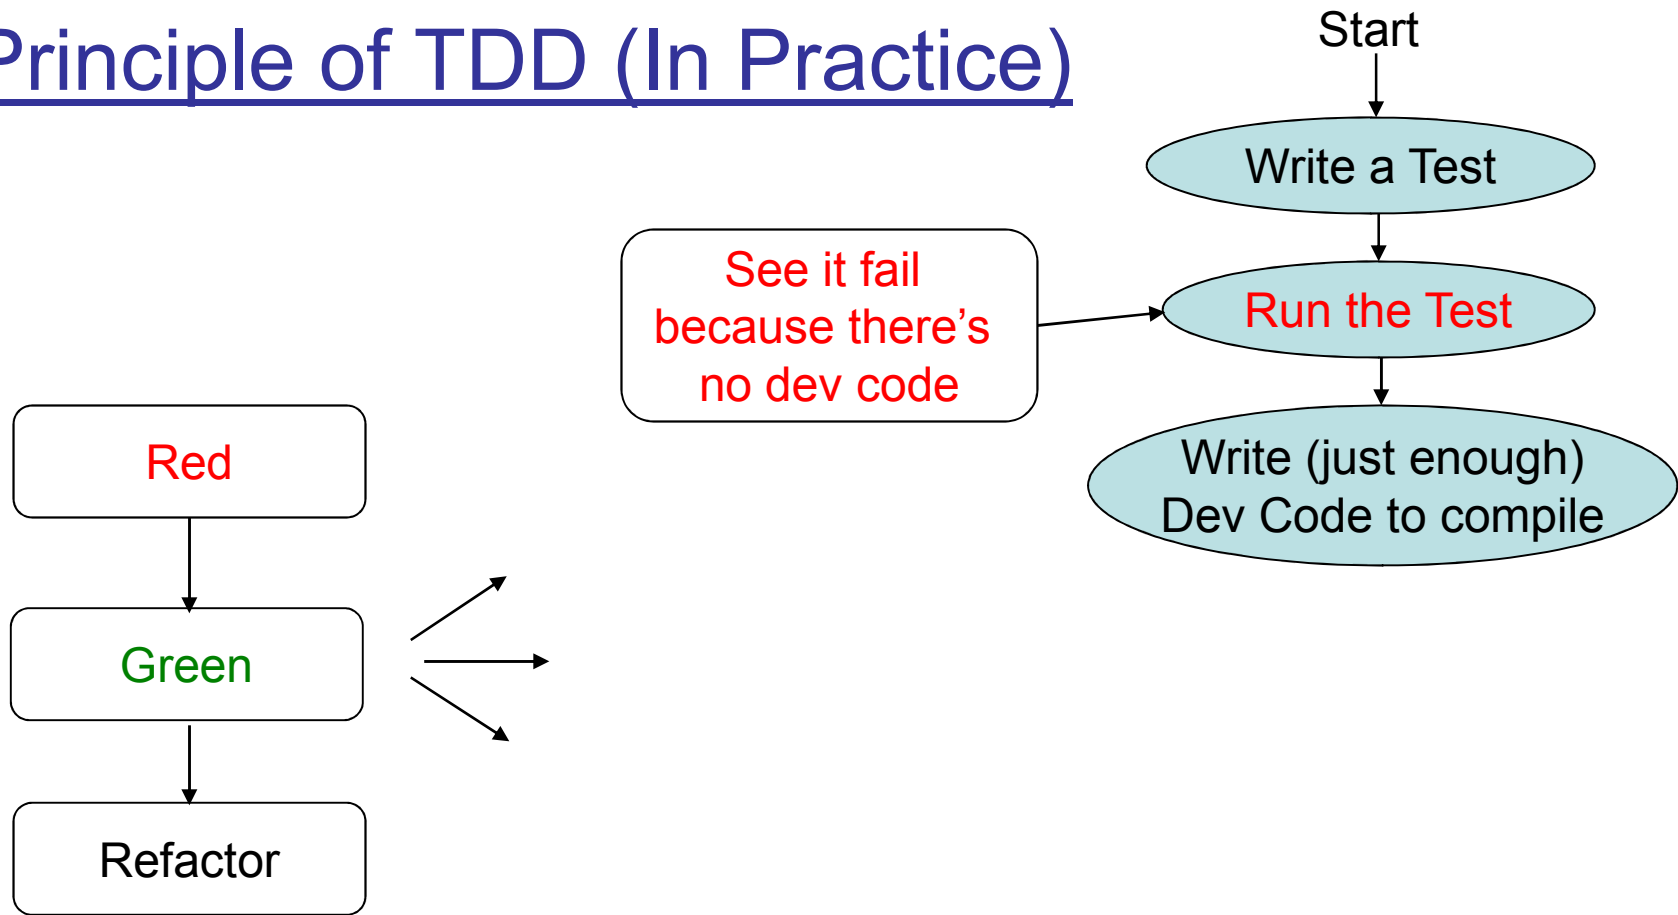 Principle of TDD (In Practice)
Start
Write a Test
See it fail
because there’s
no dev code
Run the Test
Write (just enough)
Dev Code to compile
Red
Green
Refactor